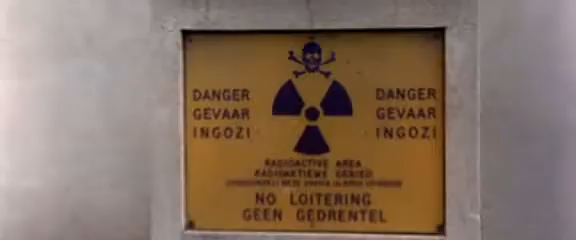 DANGER
GEVAAR
INGOZI
DANGER
GEVAAR
INGOZI
RADIOACTIVE AREA
RADIOAKTIEWE GEBIED
NO LOITERING
GEEN GEDRENTEL